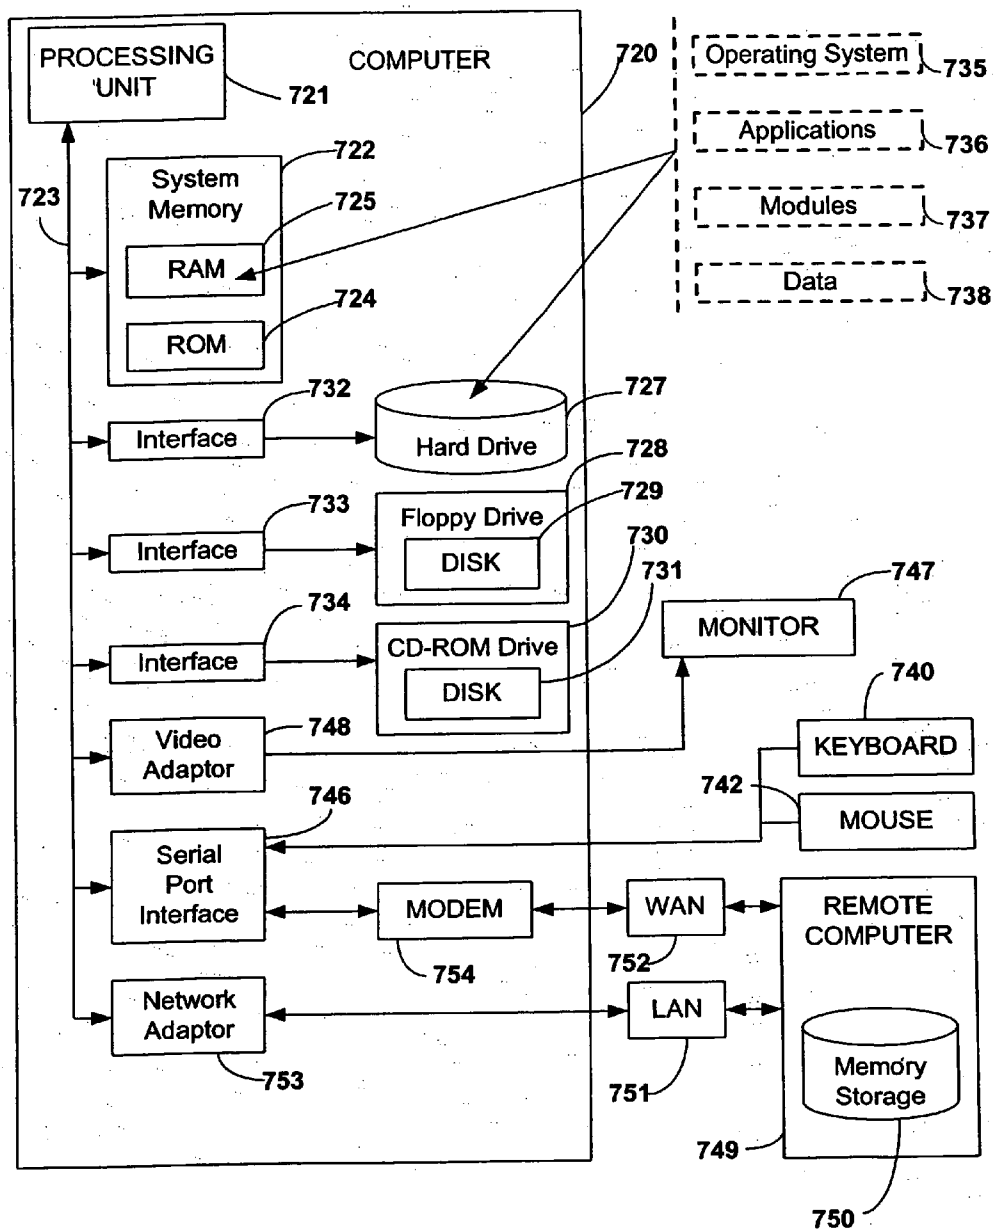 PROCESSING
UNIT
721
COMPUTER
720
Operating System
735
Applications
736
Modules
737
Data
738
723
722
System
Memory
725
RAM
724
ROM
732
Interface
727
Hard Drive
728
729
733
Interface
Floppy Drive
DISK
730
731
734
Interface
CD-ROM Drive
DISK
747
MONITOR
740
KEYBOARD
742
MOUSE
748
Video
Adaptor
746
Serial
Port
Interface
MODEM
754
WAN
752
REMOTE
COMPUTER
Network
Adaptor
753
LAN
751
Memory
Storage
749
750